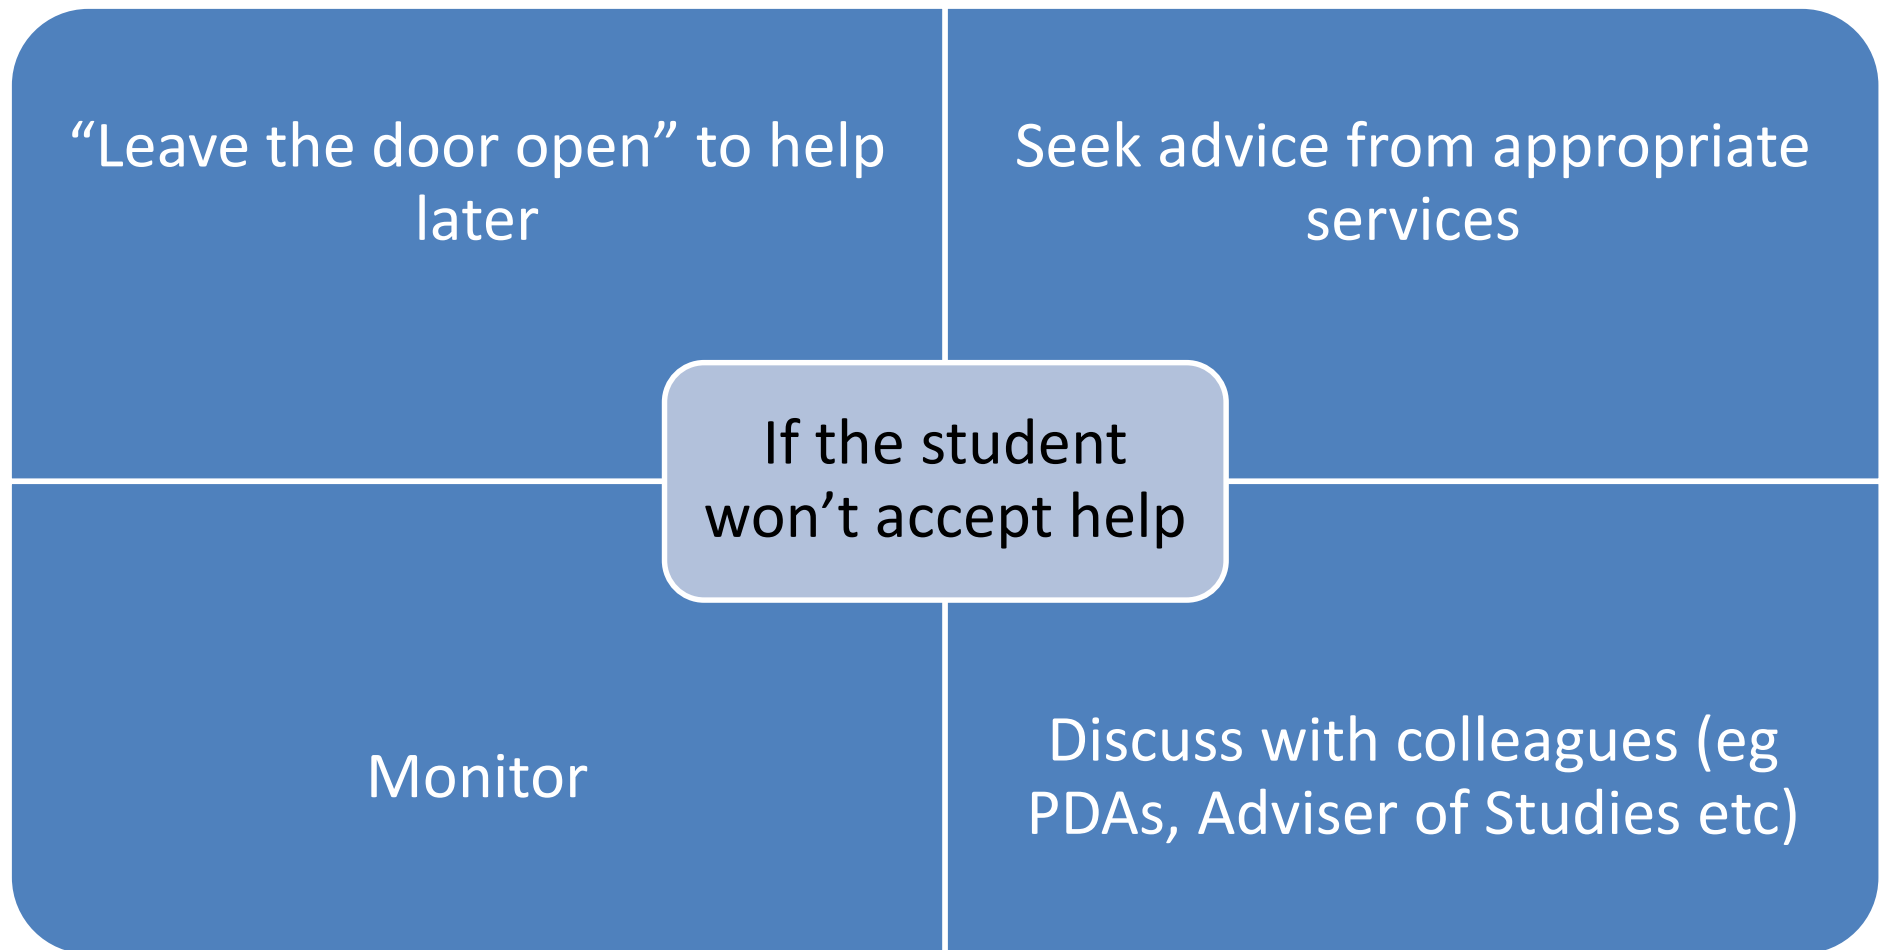 “Leave the door open” to help
later
Seek advice from appropriate
services
If the student
won’t accept help
Monitor
Discuss with colleagues (eg
PDAs, Adviser of Studies etc)